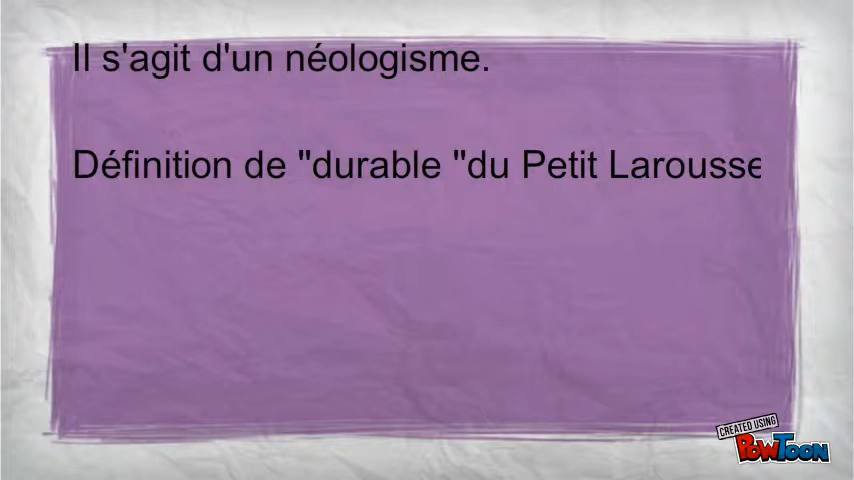 Il s'agit d'un néologisme.
Définition de "durable "du Petit Larousse
CREATED USING
POWTOON